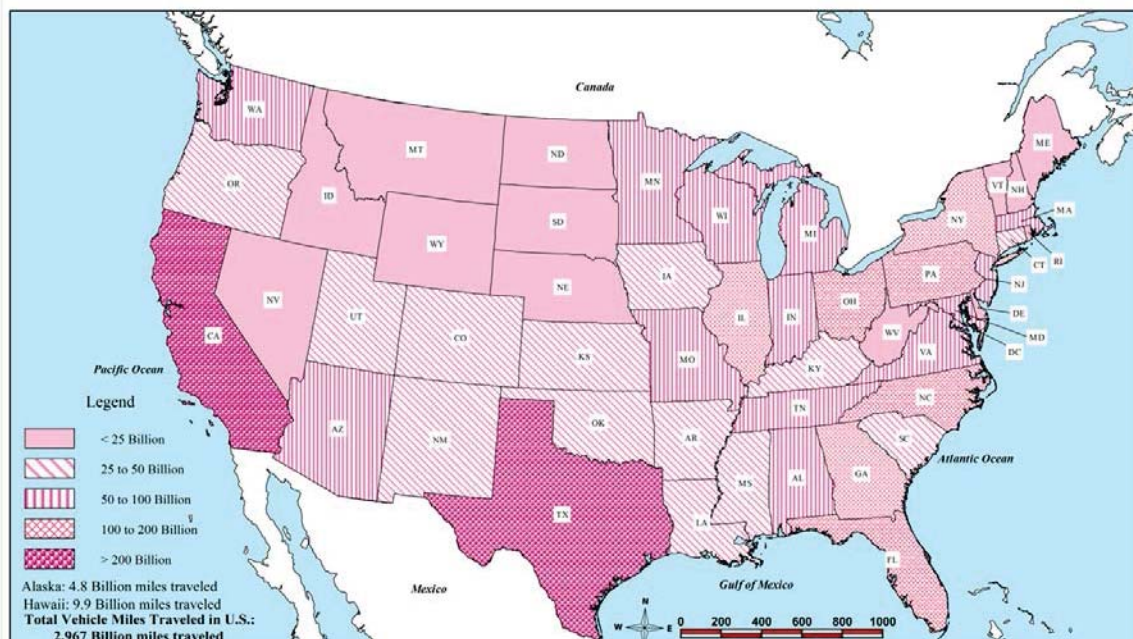 Canada
WA
MT
ND
MN
ME
VT
NH
OR
ID
SD
WI
MI
NY
MA
WY
CT
RI
IA
PA
NE
NJ
NV
OH
DE
UT
IL
IN
WV
MD
CA
CO
VA
DC
KS
MO
KY
Pacific Ocean
Legend
TN
NC
AZ
OK
NM
AR
SC
< 25 Billion
Atlantic Ocean
GA
25 to 50 Billion
MS
AL
50 to 100 Billion
TX
LA
100 to 200 Billion
FL
> 200 Billion
Alaska: 4.8 Billion miles traveled
Mexico
Gulf of Mexico
Hawaii: 9.9 Billion miles traveled
Total Vehicle Miles Traveled in U.S.:
2,967 Billion miles traveled
N
W E
S
0 200 400 600 800 1000